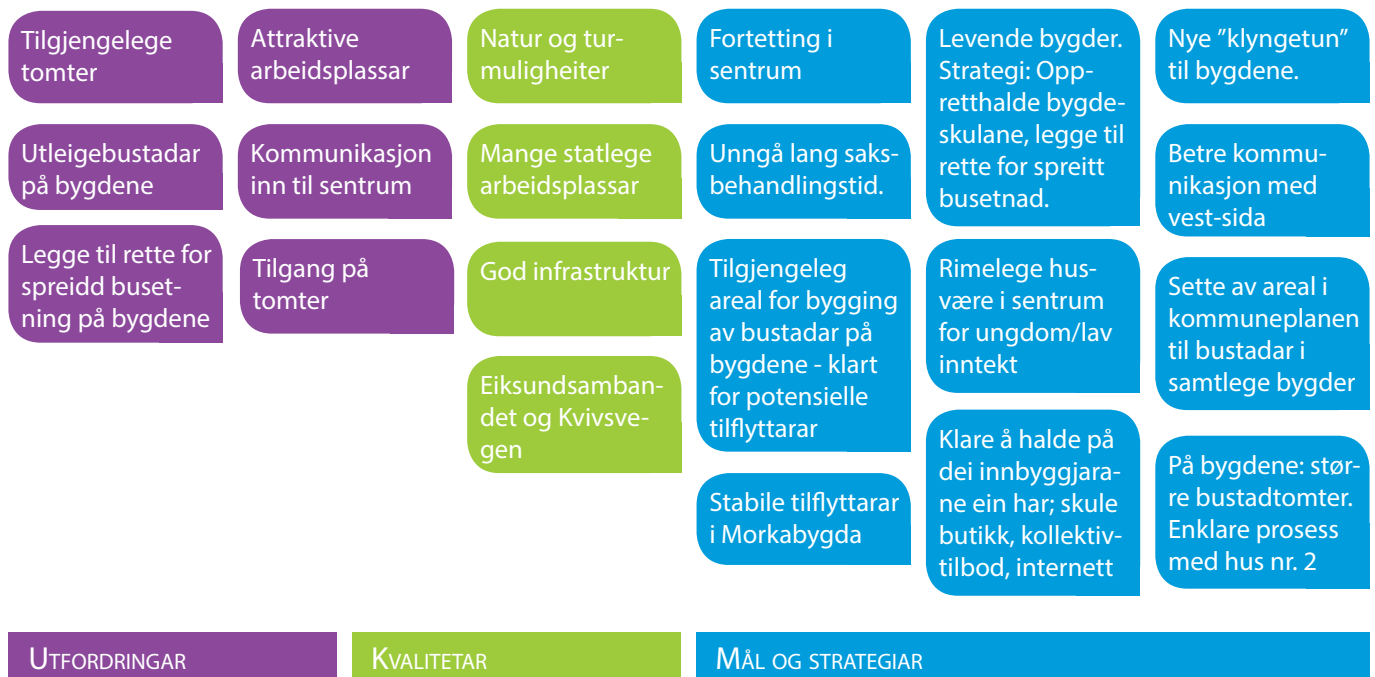 Tilgjengelege
tomter
Utleigebustadar
på bygdene
Legge til rette for
spreidd buset-
ning på bygdene
Attraktive
arbeidsplassar
Kommunikasjon
inn til sentrum
Tilgang på
tomter
Natur og tur-
muligheiter
Mange statlege
arbeidsplassar
God infrastruktur
Eiksundsamban-
det og Kvivsve-
gen
Fortetting i
sentrum
Unngå lang saks-
behandlingstid.
Tilgjengeleg
areal for bygging
av bustadar på
bygdene - klart
for potensielle
tilflyttarar
Stabile tilflyttarar
i Morkabygda
Levende bygder.
Strategi: Opp-
retthalde bygde-
skulane, legge til
rette for spreitt
busetnad.
Rimelege hus-
være i sentrum
for ungdom/lav
inntekt
Klare å halde på
dei innbyggjara-
ne ein har; skule
butikk, kollektiv-
tilbod, internett
Nye ”klyngetun”
til bygdene.
Betre kommu-
nikasjon med
vest-sida
Sette av areal i
kommuneplanen
til bustadar i
samtlege bygder
På bygdene: stør-
re bustadtomter.
Enklare prosess
med hus nr. 2
Utfordringar
Kvalitetar
Mål og strategiar